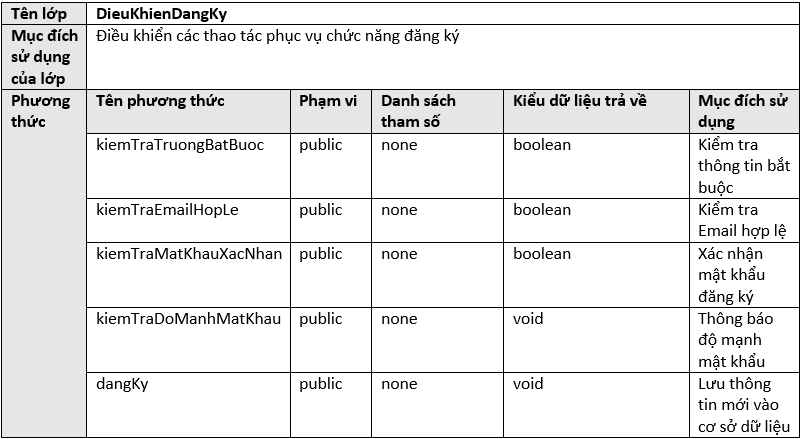 Tên lớp DieuKhienDangKy
Mục đích Điều khiển các thao tác phục vụ chức năng đăng ký
sử dụng
của lớp
Phương Tên phương thức Phạm vi Danh sách Kiểu dữ liệu trả về Mục đích sử
thức tham số dụng
kiemTraTruongBatBuoc public none boolean Kiểm tra
thông tin bắt
buộc
kiemTraEmailHopLe public none boolean Kiểm tra
Email hợp lệ
kiemTraMatKhauXacNhan public none boolean Xác nhận
mật khẩu
đăng ký
kiemTraDoManhMatKhau public none void Thông báo
độ mạnh
mật khẩu
dangKy public none void Lưu thông
tin mới vào
cơ sở dữ liệu